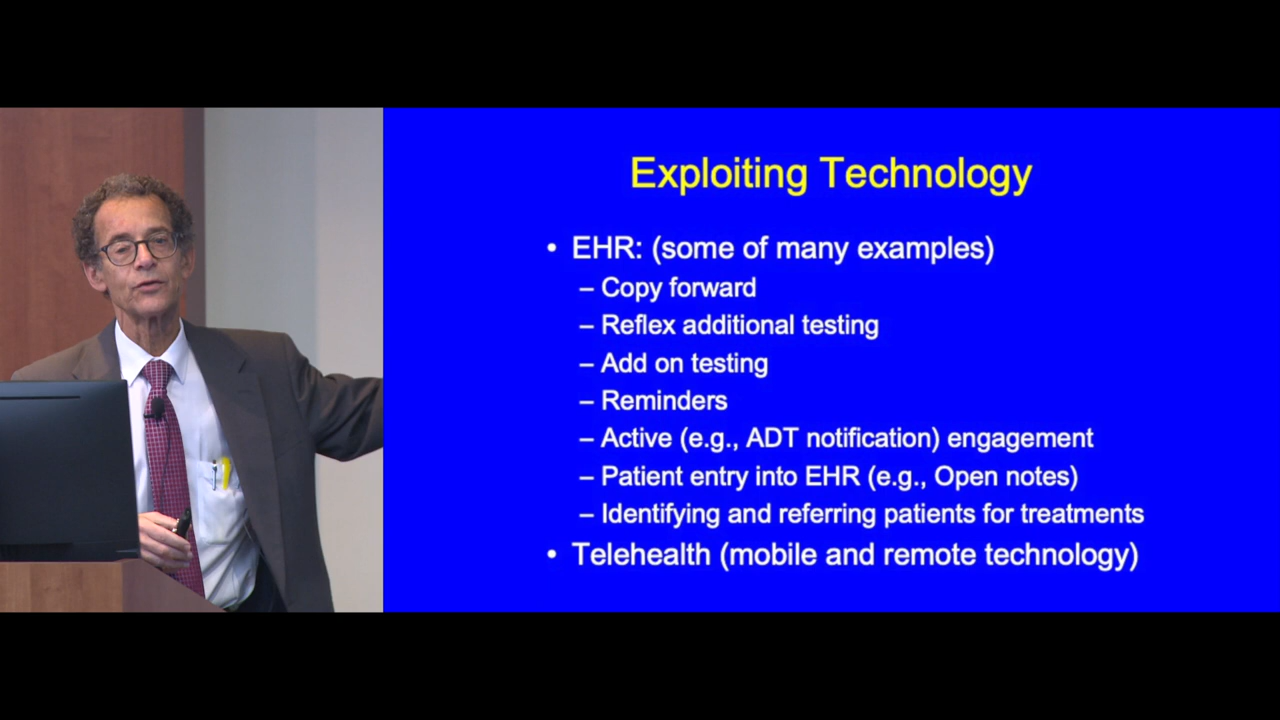 Exploiting Technology
• EHR: (some of many examples)
– Copy forward
– Reflex additional testing
– Add on testing
– Reminders
– Active (e.g., ADT notification) engagement
– Patient entry into EHR (e.g., Open notes)
– Identifying and referring patients for treatments
• Telehealth (mobile and remote technology)